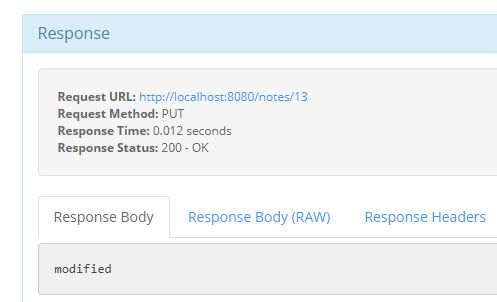 Response
Request URL: http://localhost:8080/notes/13
Request Method: PUT
Response Time: 0.012 seconds
Response Status: 200 - OK
Response Body Response Body (RAW) Response Headers
modified